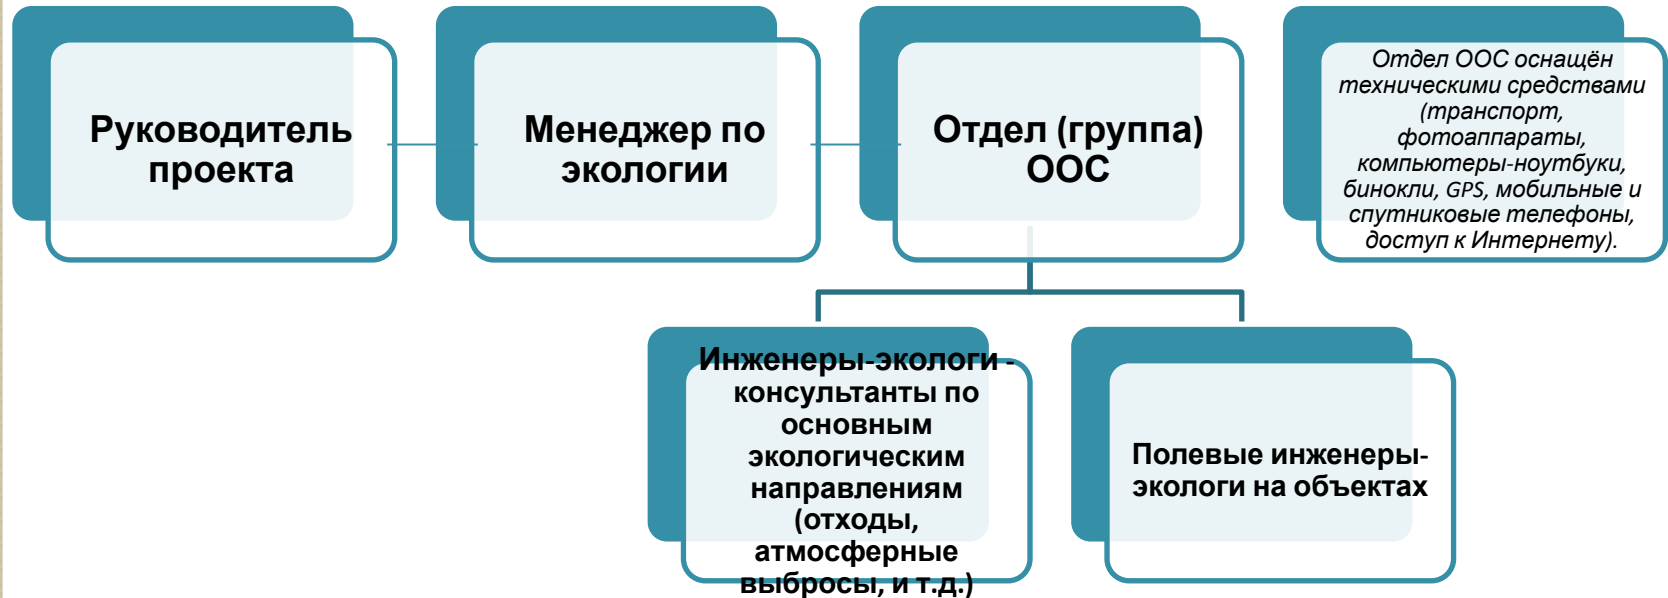 Руководитель
проекта
Менеджер по
экологии
Отдел (группа)
ООС
Отдел ООС оснащён
техническими средствами
(транспорт,
фотоаппараты,
компьютеры-ноутбуки,
бинокли, GPS, мобильные и
спутниковые телефоны,
доступ к Интернету).
Инженеры-экологи -
консультанты по
основным
экологическим
направлениям
(отходы,
атмосферные
выбросы, и т.д.)
Полевые инженеры-
экологи на объектах